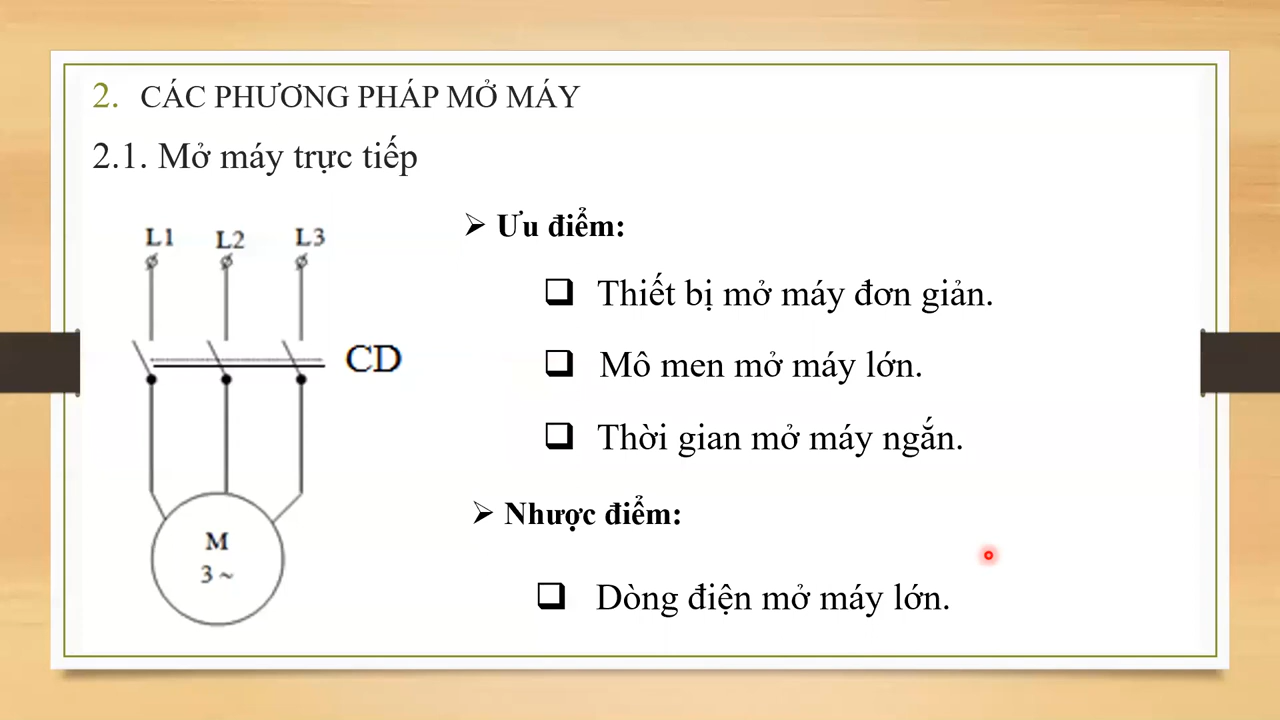 2. CÁC PHƯƠNG PHÁP MỞ MÁY
2.1. Mở máy trực tiếp
L1 L2 L3
CD
M
3 ~
Ưu điểm:
Thiết bị mở máy đơn giản.
Mô men mở máy lớn.
Thời gian mở máy ngắn.
Nhược điểm:
Dòng điện mở máy lớn.